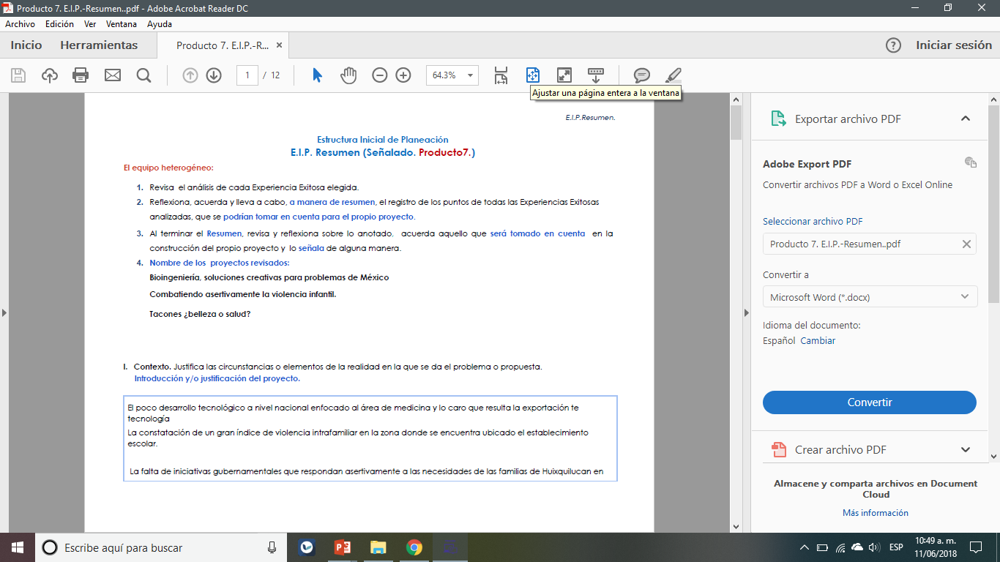 Producto 7. E.I.P.-Resumen..pdf - Adobe Acrobat Reader DC
Archivo Edición Ver Ventana Ayuda
Inicio Herramientas Producto 7. E.I.P.-R... Iniciar sesión
1 / 12 64.3%
Ajustar una página entera a la ventana
E.I.P.Resumen.
Estructura Inicial de Planeación
E.I.P. Resumen (Señalado. Producto7.)
El equipo heterogéneo:
1. Revisa el análisis de cada Experiencia Exitosa elegida.
2. Reflexiona, acuerda y lleva a cabo, a manera de resumen, el registro de los puntos de todas las Experiencias Exitosas
analizadas, que se podrían tomar en cuenta para el propio proyecto.
3. Al terminar el Resumen, revisa y reflexiona sobre lo anotado, acuerda aquello que será tomado en cuenta en la
construcción del propio proyecto y lo señala de alguna manera.
4. Nombre de los proyectos revisados:
Bioingeniería, soluciones creativas para problemas de México
Combatiendo asertivamente la violencia infantil.
Tacones ¿belleza o salud?
I. Contexto. Justifica las circunstancias o elementos de la realidad en la que se da el problema o propuesta.
Introducción y/o justificación del proyecto.
El poco desarrollo tecnológico a nivel nacional enfocado al área de medicina y lo caro que resulta la exportación te
tecnología
La constatación de un gran índice de violencia intrafamiliar en la zona donde se encuentra ubicado el establecimiento
escolar.
La falta de iniciativas gubernamentales que respondan asertivamente a las necesidades de las familias de Huixquilucan en
Exportar archivo PDF
Adobe Export PDF
Convertir archivos PDF a Word o Excel Online
Seleccionar archivo PDF
Producto 7. E.I.P.-Resumen..pdf
Convertir a
Microsoft Word (*.docx)
Idioma del documento:
Español Cambiar
Convertir
Crear archivo PDF
Almacene y comparta archivos en Document
Cloud
Más información
Escribe aquí para buscar
ESP
10:49 a. m.
11/06/2018